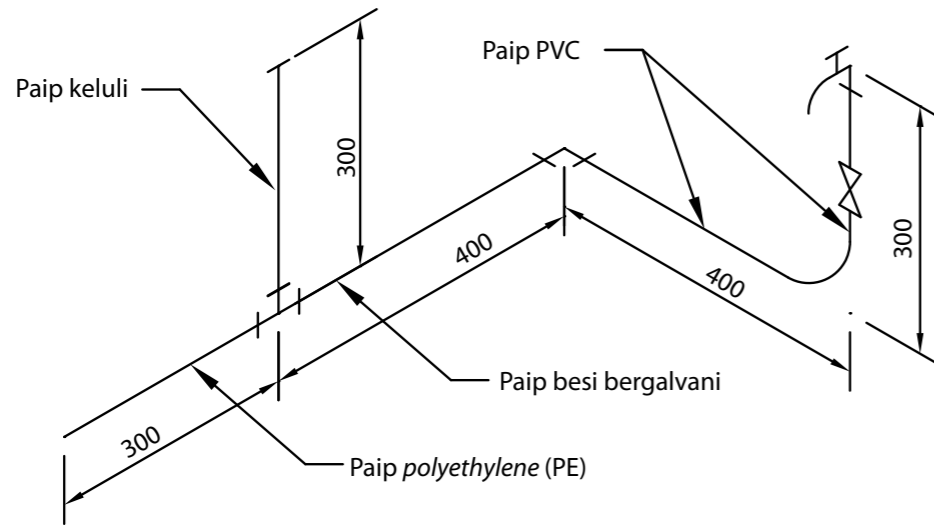 Paip keluli
300
Paip PVC
300
400
400
Paip besi bergalvani
300
Paip polyethylene (PE)